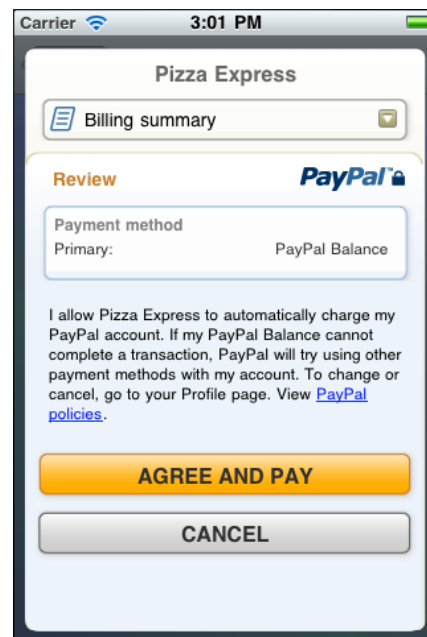 Carrier 3:01 PM
Pizza Express
Billing summary
Review PayPal™
Payment method
Primary: PayPal Balance
I allow Pizza Express to automatically charge my
PayPal account. If my PayPal Balance cannot
complete a transaction, PayPal will try using other
payment methods with my account. To change or
cancel, go to your Profile page. View PayPal
policies.
AGREE AND PAY
CANCEL